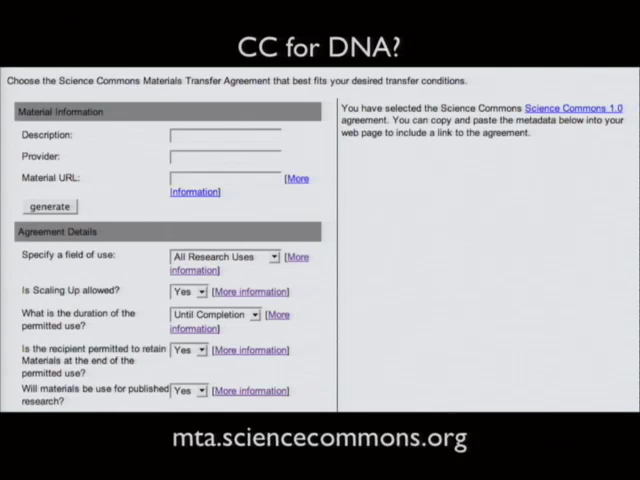 CC for DNA?
Choose the Science Commons Materials Transfer Agreement that best fits your desired transfer conditions.
Material Information
Description:
Provider:
Material URL: [More
Information]
generate
Agreement Details
Specify a field of use: All Research Uses [More
information]
Is Scaling Up allowed? Yes [More information]
What is the duration of the Until Completion [More
permitted use? information]
Is the recipient permitted to retain Yes [More information]
Materials at the end of the
permitted use?
Will materials be use for published Yes [More information]
research?
You have selected the Science Commons Science Commons 1.0
agreement. You can copy and paste the metadata below into your
web page to include a link to the agreement.
mta.sciencecommons.org